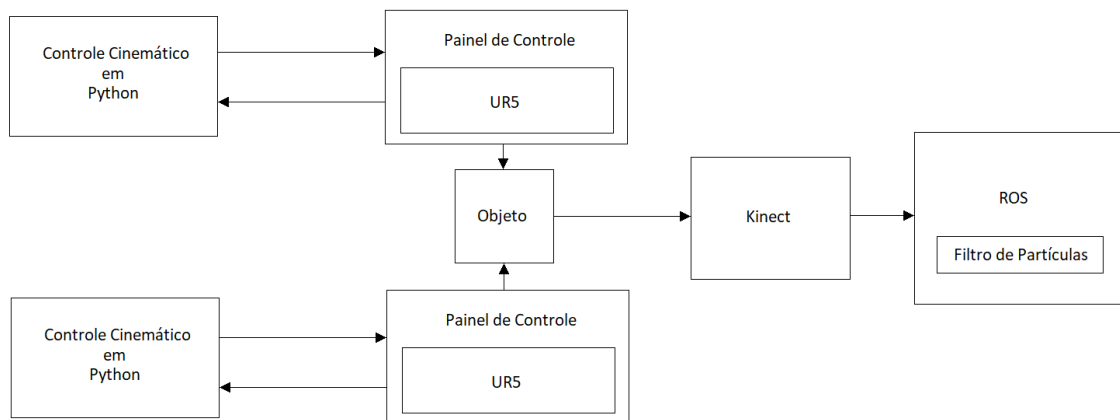 Controle Cinemático
em
Python
Painel de Controle
UR5
Objeto
Kinect
ROS
Filtro de Partículas
Controle Cinemático
em
Python
Painel de Controle
UR5